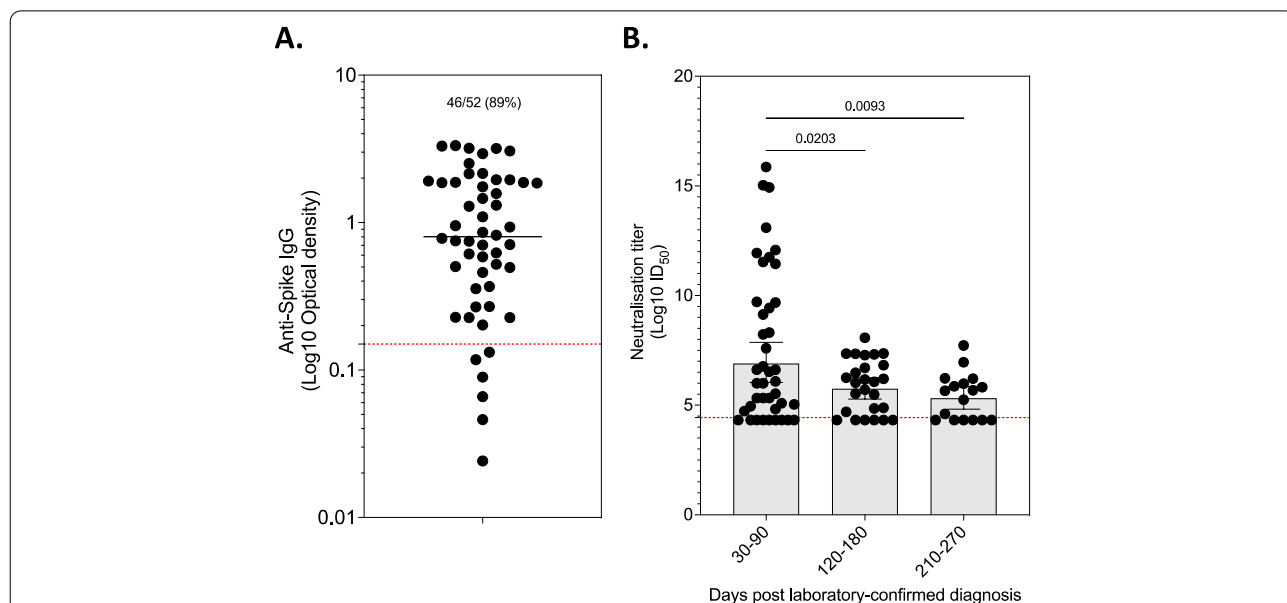 A.
10
1
0.1
0.01
Anti-Spike IgG
(Log10 Optical density)
46/52 (89%)
B.
20
15
10
5
0
Neutralisation titer
(Log10 ID50)
0.0093
0.0203
30-90
120-180
210-270
Days post laboratory-confirmed diagnosis